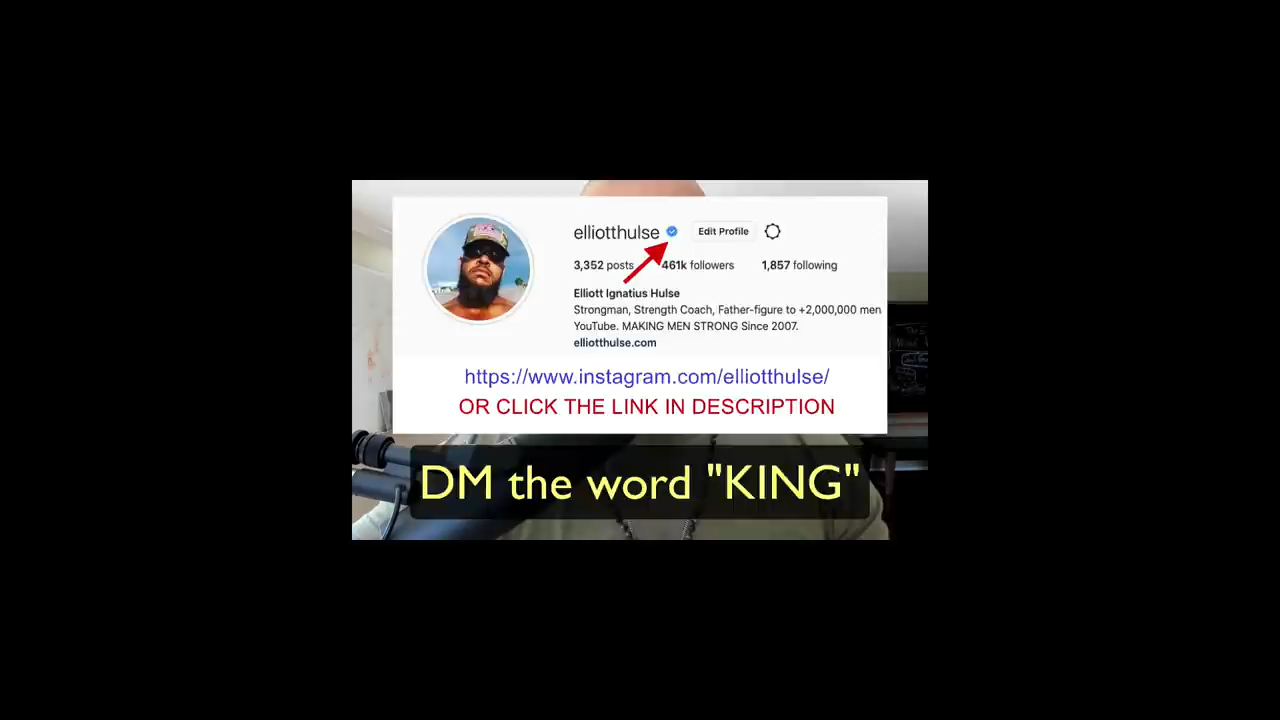 elliotthulse
Edit Profile
3,352 posts 461k followers 1,857 following
Elliott Ignatius Hulse
Strongman, Strength Coach, Father-figure to +2,000,000 men
YouTube. MAKING MEN STRONG Since 2007.
elliotthulse.com
https://www.instagram.com/elliotthulse/
OR CLICK THE LINK IN DESCRIPTION
DM the word "KING"